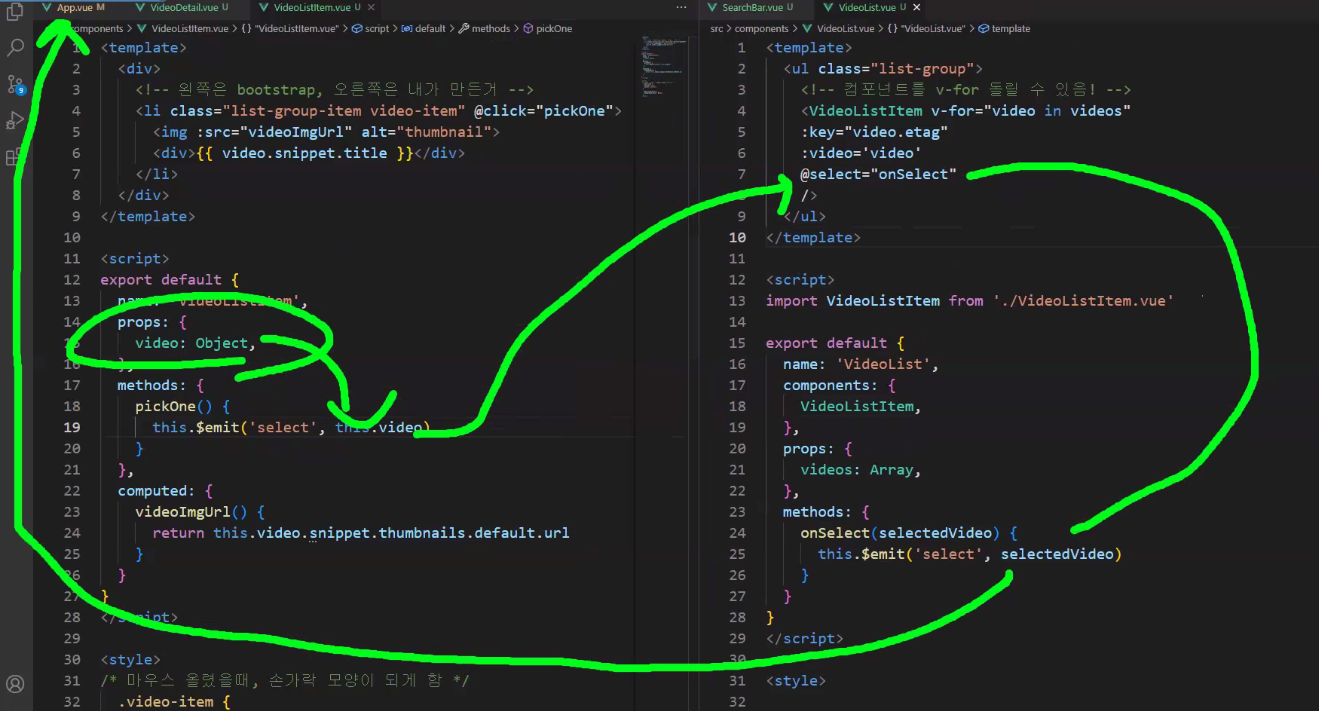 App.vue M
VideoDetail.vue U
VideoListItem.vue U
components > VideoListItem.vue > {} "VideoListItem.vue" > script > default > methods > pickOne
9
1 <template>
2 <div>
3 <!-- 왼쪽은 bootstrap, 오른쪽은 내가 만든거 -->
4 <li class="list-group-item video-item" @click="pickOne">
5 <img :src="videoImgUrl" alt="thumbnail">
6 <div>{{ video.snippet.title }}</div>
7 </li>
8 </div>
9 </template>
10
11 <script>
12 export default {
13 name: 'VideoListItem',
14 props: {
15 video: Object,
16 },
17 methods: {
18 pickOne() {
19 this.$emit('select', this.video)
20 }
21 },
22 computed: {
23 videoImgUrl() {
24 return this.video.snippet.thumbnails.default.url
25 }
26 }
27 }
28 </script>
29
30 <style>
31 /* 마우스 올렸을때, 손가락 모양이 되게 함 */
32 .video-item {
SearchBar.vue U
VideoList.vue U
src > components > VideoList.vue > {} "VideoList.vue" > template
1 <template>
2 <ul class="list-group">
3 <!-- 컴포넌트를 v-for 돌릴 수 있음! -->
4 <VideoListItem v-for="video in videos"
5 :key="video.etag"
6 :video='video'
7 @select="onSelect"
/>
9 </ul>
10 </template>
11
12 <script>
13 import VideoListItem from './VideoListItem.vue'
14
15 export default {
16 name: 'VideoList',
17 components: {
18 VideoListItem,
19 },
20 props: {
21 videos: Array,
22 },
23 methods: {
24 onSelect(selectedVideo) {
25 this.$emit('select', selectedVideo)
26 }
27 }
28 }
29 </script>
30
31 <style>
32